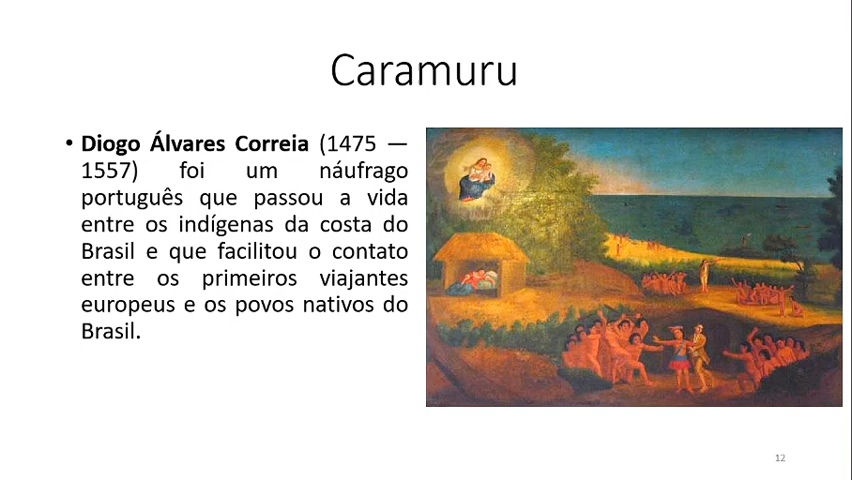 Caramuru
• Diogo Álvares Correia (1475 —
1557) foi um náufrago
português que passou a vida
entre os indígenas da costa do
Brasil e que facilitou o contato
entre os primeiros viajantes
europeus e os povos nativos do
Brasil.
12